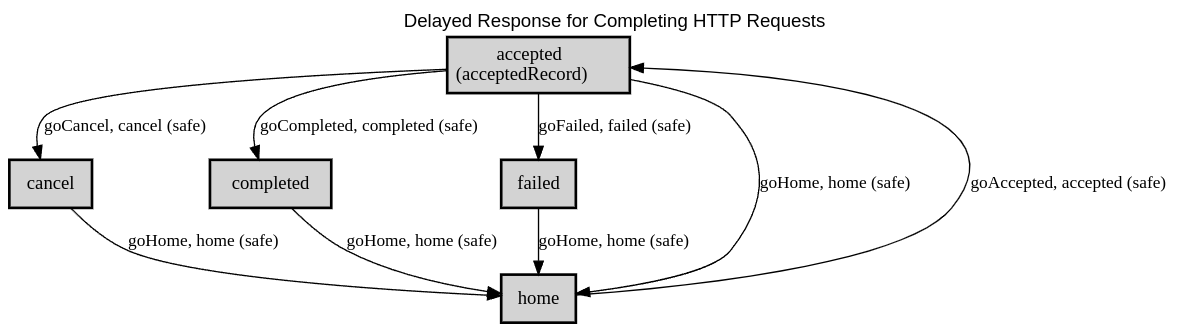 Delayed Response for Completing HTTP Requests
accepted
(acceptedRecord)
goCancel, cancel (safe)
goCompleted, completed (safe)
goFailed, failed (safe)
cancel
completed
failed
goHome, home (safe)
goAccepted, accepted (safe)
goHome, home (safe)
goHome, home (safe)
goHome, home (safe)
home